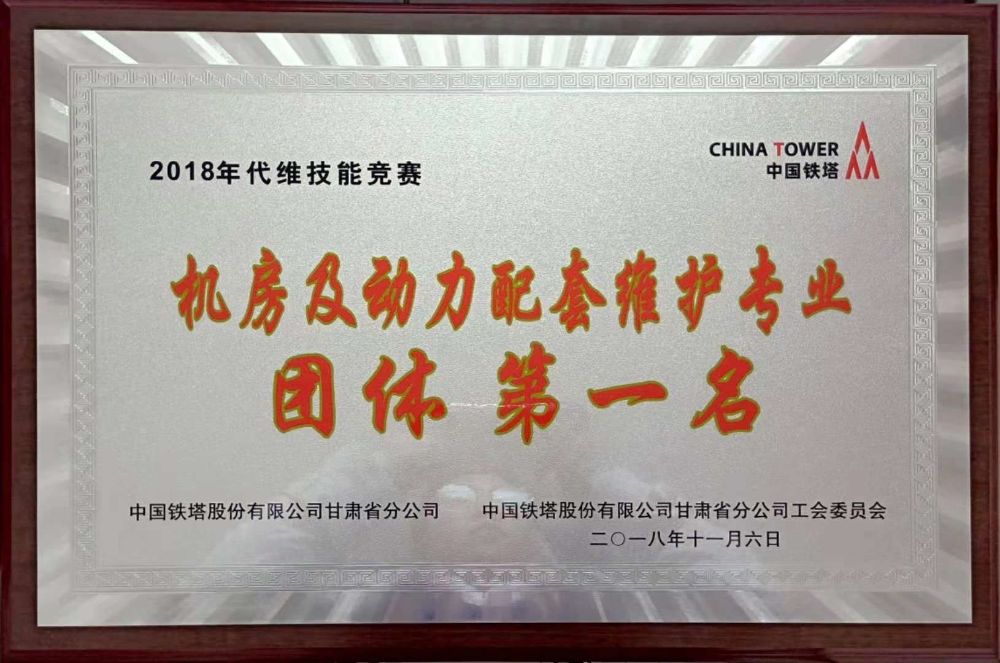 CHINA TOWER
中国铁塔
2018年代维技能竞赛
机房及动力配套维护专业
团体 第一名
中国铁塔股份有限公司甘肃省分公司 中国铁塔股份有限公司甘肃省分公司工会委员会
二〇一八年十一月六日